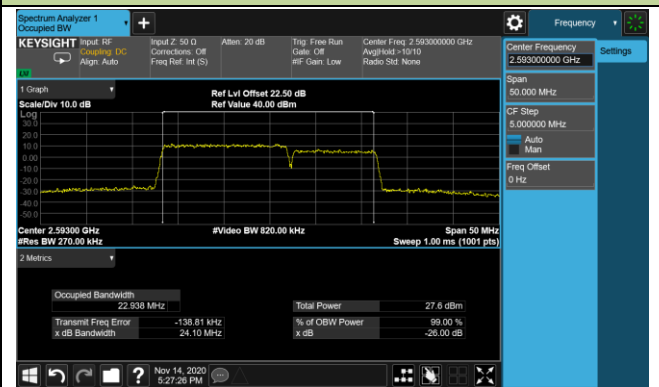 Spectrum Analyzer 1
Occupied BW
Frequency
KEYSIGHT
Input: RF
Coupling: DC
Align: Auto
Input Z: 50 Ω
Corrections: Off
Freq Ref: Int (S)
Atten: 20 dB
Trig: Free Run
Gate: Off
#IF Gain: Low
Center Freq: 2.593000000 GHz
Avg|Hold:>10/10
Radio Std: None
Center Frequency
2.593000000 GHz
Settings
Span
50.000 MHz
CF Step
5.000000 MHz
Auto
Man
Freq Offset
0 Hz
1 Graph
Scale/Div 10.0 dB
Ref Lvl Offset 22.50 dB
Ref Value 40.00 dBm
Log
30.0
20.0
10.0
0.00
-10.0
-20.0
-30.0
-40.0
-50.0
Center 2.59300 GHz
#Video BW 820.00 kHz
Span 50 MHz
#Res BW 270.00 kHz
Sweep 1.00 ms (1001 pts)
2 Metrics
Occupied Bandwidth
22.938 MHz
Total Power 27.6 dBm
Transmit Freq Error -138.81 kHz
% of OBW Power 99.00 %
x dB Bandwidth 24.10 MHz
x dB -26.00 dB
?
Nov 14, 2020
5:27:26 PM